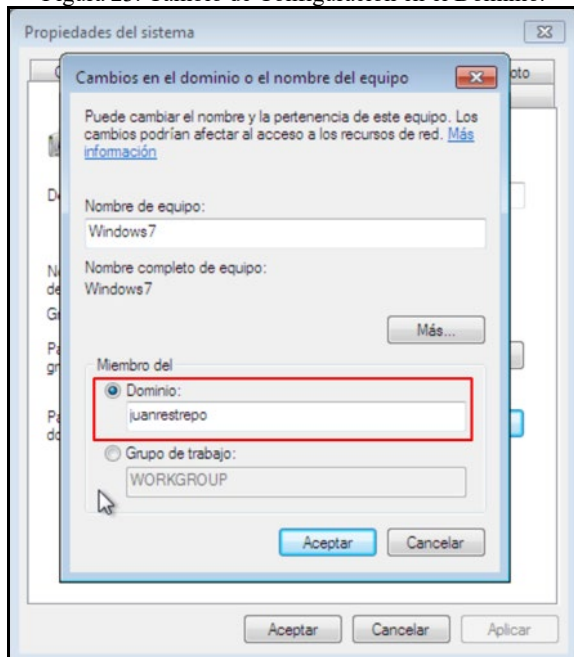 Propiedades del sistema
oto
Cambios en el dominio o el nombre del equipo
Puede cambiar el nombre y la pertenencia de este equipo. Los
cambios podrían afectar al acceso a los recursos de red. Más
información
Nombre de equipo:
Windows7
Nombre completo de equipo:
Windows7
Más...
Miembro del
Dominio:
juanrestrepo
Grupo de trabajo:
WORKGROUP
Aceptar Cancelar
Aceptar Cancelar Aplicar